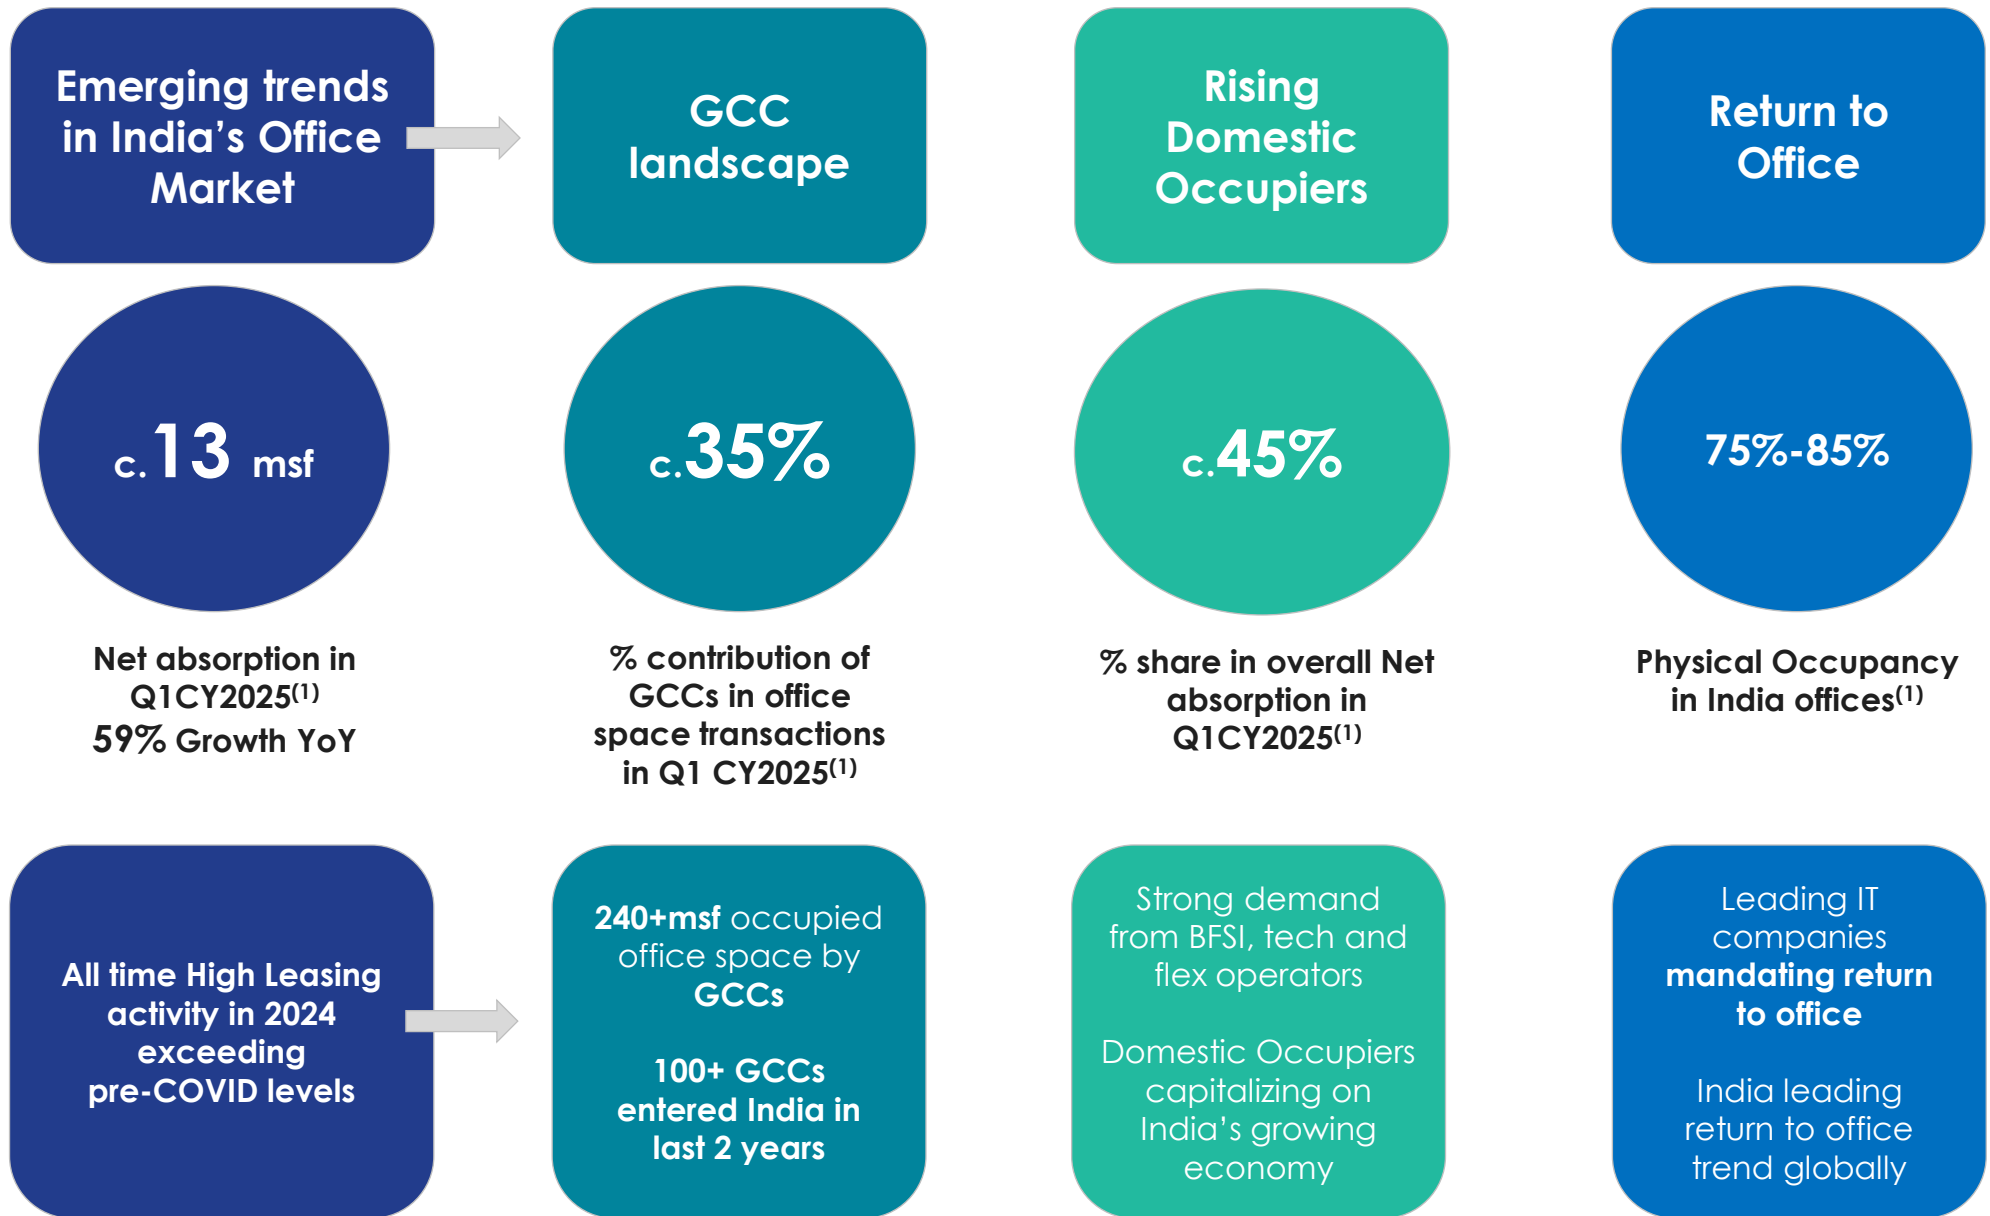 Emerging trends
in India’s Office
Market
GCC
landscape
Rising
Domestic
Occupiers
Return to
Office
c.13 msf
c.35%
c.45%
75%-85%
Net absorption in
Q1CY2025(1)
59% Growth YoY
% contribution of
GCCs in office
space transactions
in Q1 CY2025(1)
% share in overall Net
absorption in
Q1CY2025(1)
Physical Occupancy
in India offices(1)
All time High Leasing
activity in 2024
exceeding
pre-COVID levels
240+msf occupied
office space by
GCCs
100+ GCCs
entered India in
last 2 years
Strong demand
from BFSI, tech and
flex operators
Domestic Occupiers
capitalizing on
India’s growing
economy
Leading IT
companies
mandating return
to office
India leading
return to office
trend globally